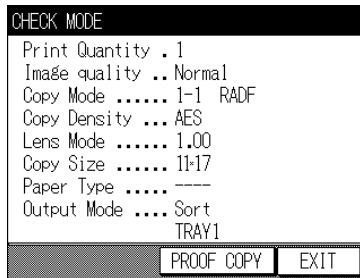 CHECK MODE
Print Quantity . 1
Image quality .. Normal
Copy Mode ...... 1-1 RADF
Copy Density ... AES
Lens Mode ...... 1.00
Copy Size ...... 11×17
Paper Type ..... ----
Output Mode .... Sort
TRAY1
PROOF COPY EXIT